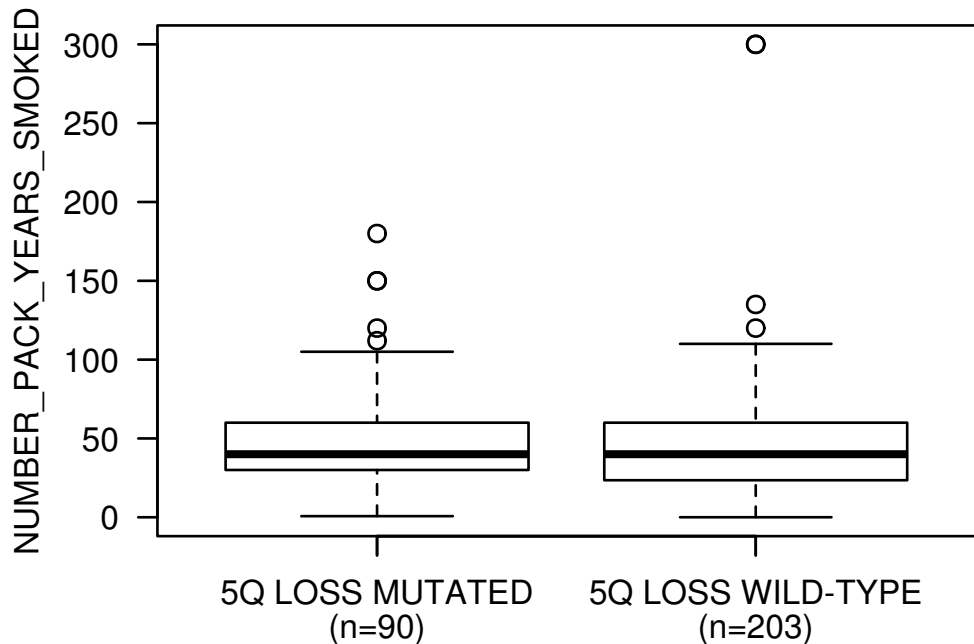 NUMBER_PACK_YEARS_SMOKED
300
250
200
150
100
50
0
5Q LOSS MUTATED
(n=90)
5Q LOSS WILD-TYPE
(n=203)